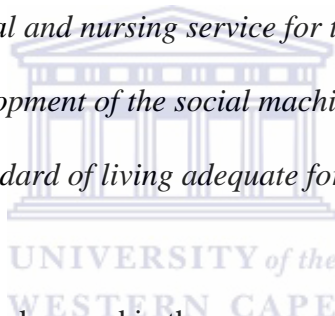 al and nursing service for t
opment of the social machi
dard of living adequate for
UNIVERSITY of the
WESTERN CAPE